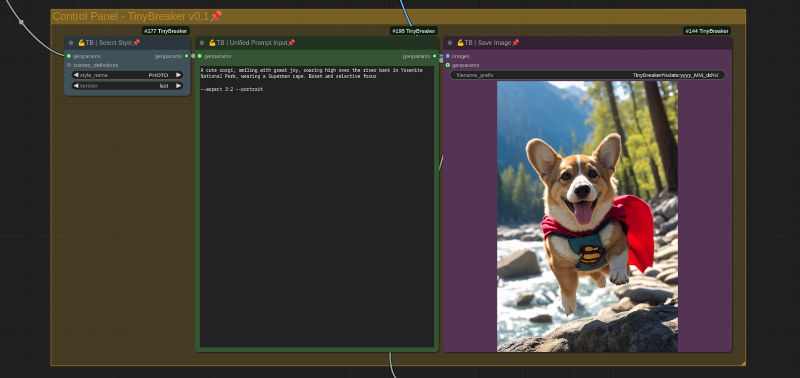 Control Panel - TinyBreaker v0.1📌
#177 TinyBreaker
💪TB | Select Style📌
genparams
genparams
custom_definitions
style_name PHOTO
version last
#198 TinyBreaker
💪TB | Unified Prompt Input📌
genparams
genparams
A cute corgi, smiling with great joy, soaring high over the river bank in Yosemite
National Park, wearing a Superman cape. Bokeh and selective focus
--aspect 3:2 --portrait
#144 TinyBreaker
💪TB | Save Image📌
images
genparams
filename_prefix TinyBreaker/%date:yyyy_MM_dd%/